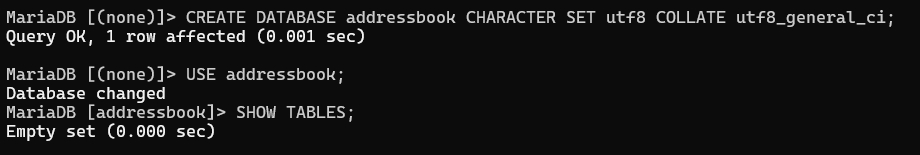 MariaDB [(none)]> CREATE DATABASE addressbook CHARACTER SET utf8 COLLATE utf8_general_ci;
Query OK, 1 row affected (0.001 sec)
MariaDB [(none)]> USE addressbook;
Database changed
MariaDB [addressbook]> SHOW TABLES;
Empty set (0.000 sec)